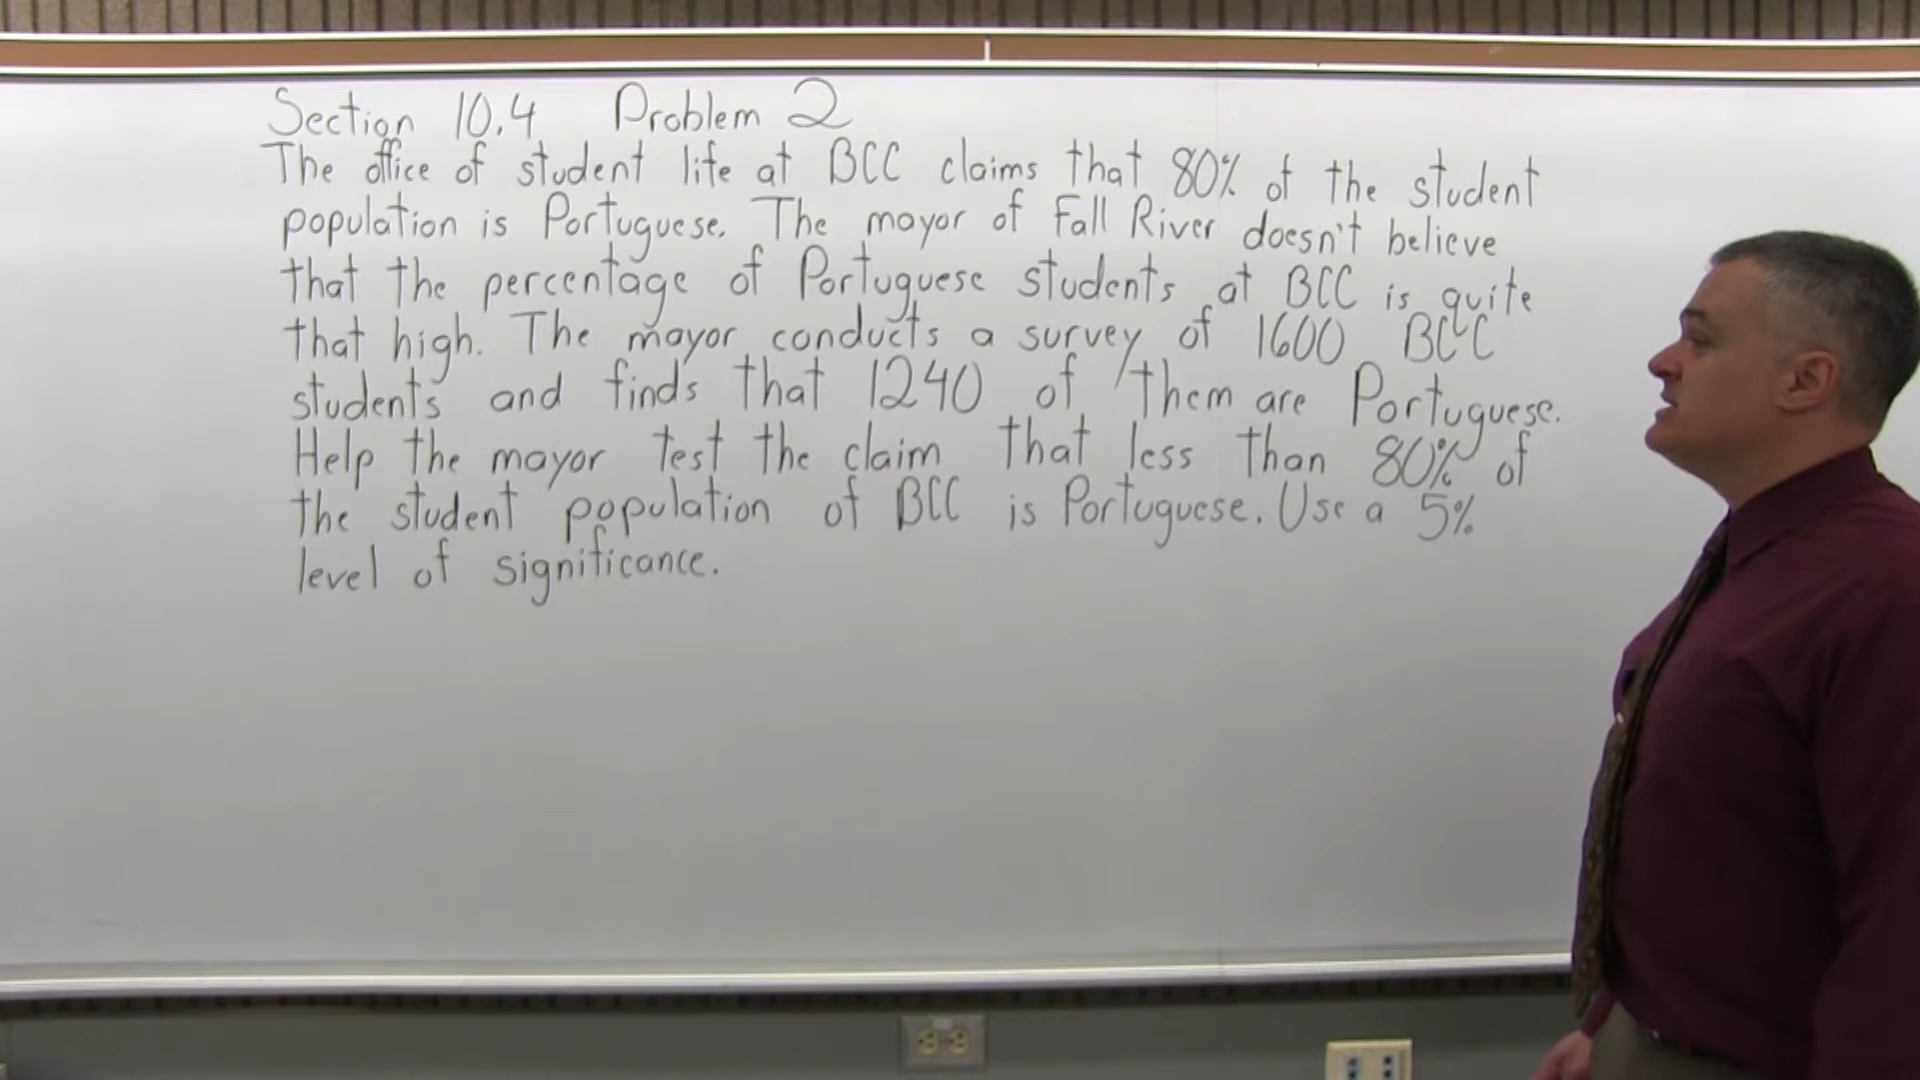 Section 10.4 Problem 2
The office of student life at BCC claims that 80% of the student
population is Portuguese. The mayor of Fall River doesn't believe
that the percentage of Portuguese students at BCC is quite
that high. The mayor conducts a survey of 1600 BCC
students and finds that 1240 of them are Portuguese.
Help the mayor test the claim that less than 80% of
the student population of BCC is Portuguese. Use a 5%
level of significance.